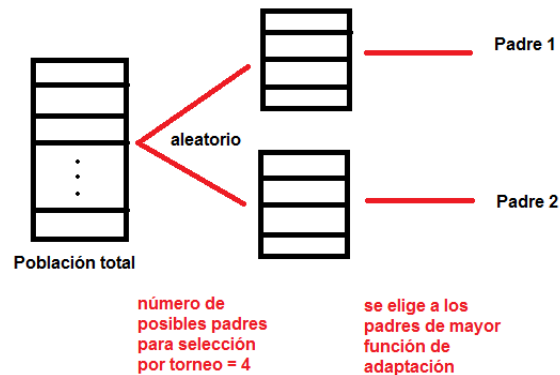 Padre 1
aleatorio
Padre 2
Población total
número de
posibles padres
para selección
por torneo = 4
se elige a los
padres de mayor
función de
adaptación